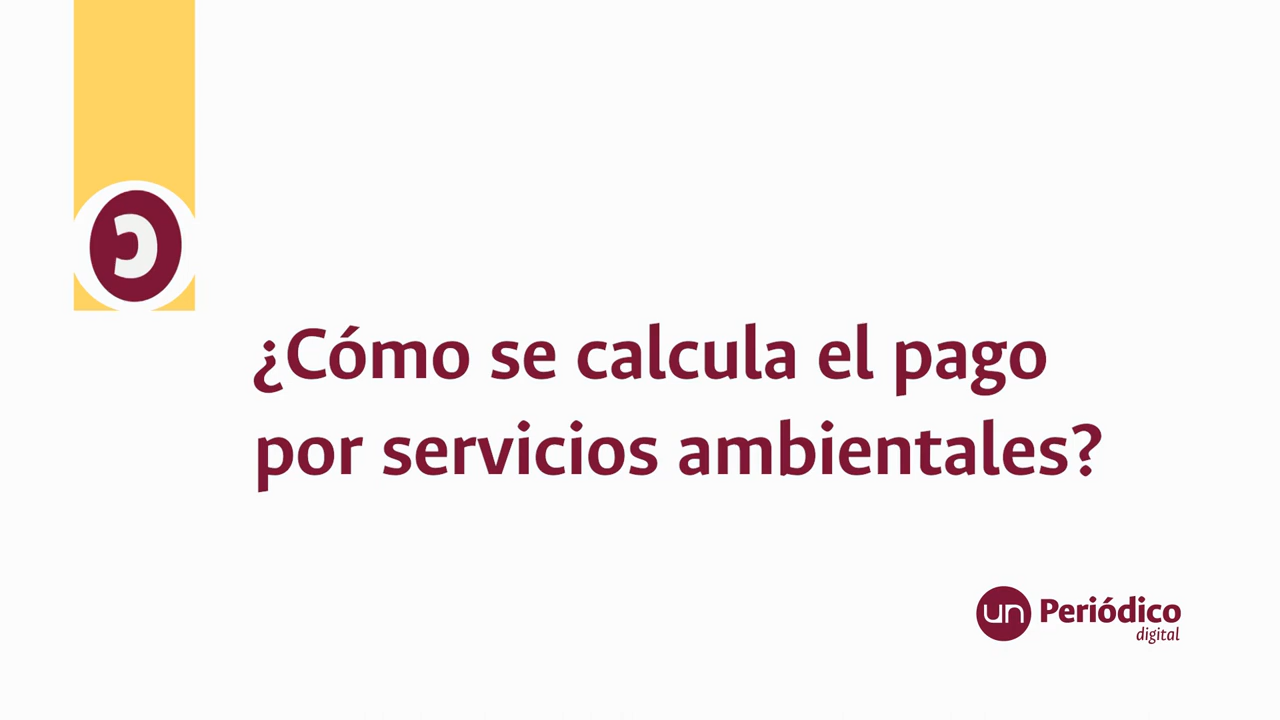 ¿Cómo se calcula el pago
por servicios ambientales?
un Periódico
digital